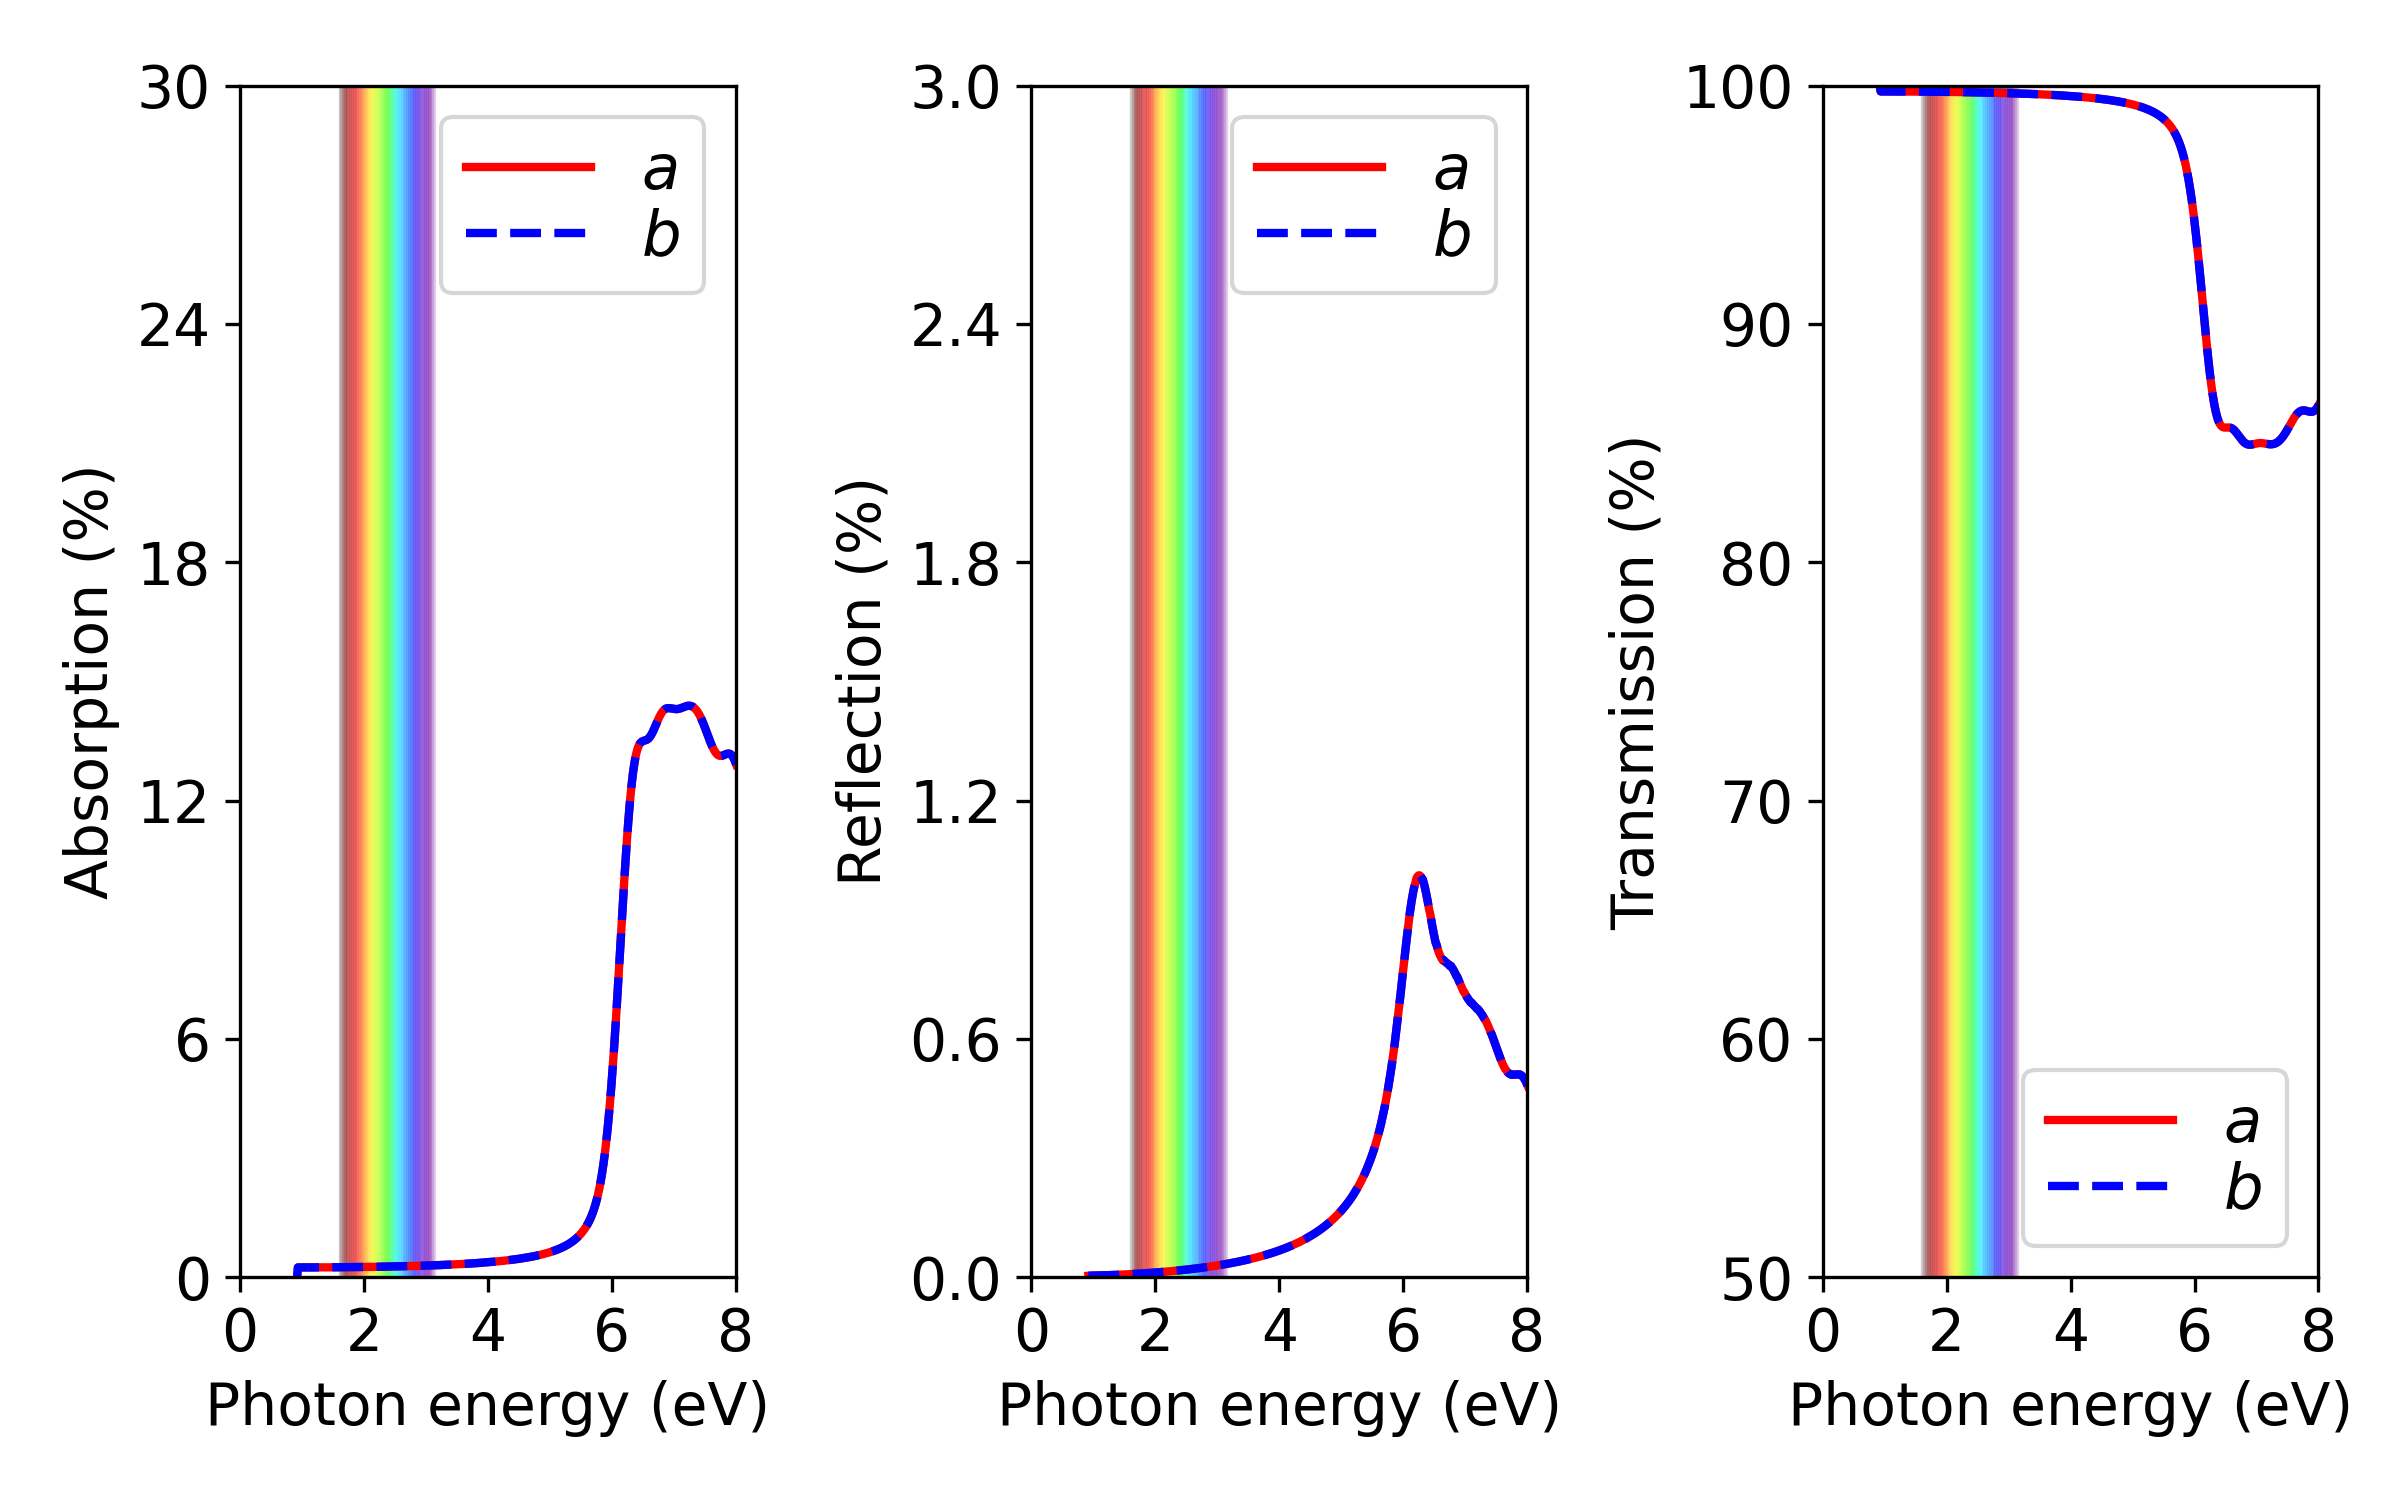 30
24
18
12
6
0
0 2 4 6 8
Absorption (%)
Photon energy (eV)
a
b
3.0
2.4
1.8
1.2
0.6
0.0
0 2 4 6 8
Reflection (%)
Photon energy (eV)
a
b
100
90
80
70
60
50
0 2 4 6 8
Transmission (%)
Photon energy (eV)
a
b